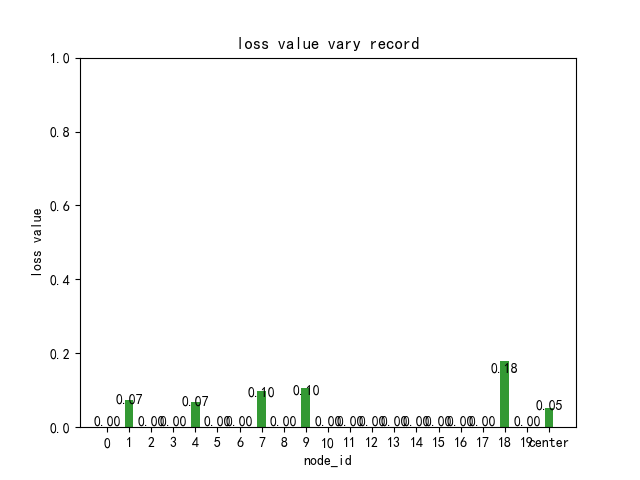 loss value vary record
1.0
0.8
0.6
0.4
0.2
0.0
loss value
0.00 0.07 0.00 0.00 0.07 0.00 0.00 0.10 0.00 0.10 0.00 0.00 0.00 0.00 0.00 0.00 0.00 0.00 0.18 0.00 0.05
0 1 2 3 4 5 6 7 8 9 10 11 12 13 14 15 16 17 18 19 center
node_id